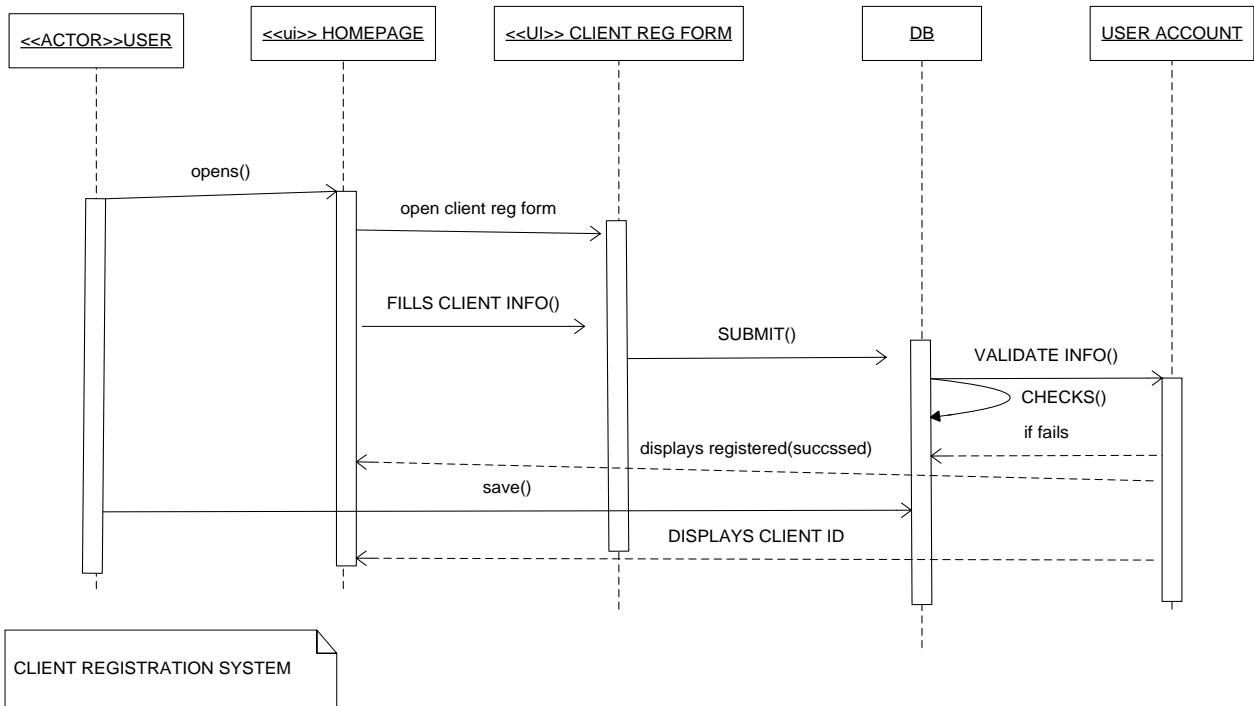 <<ACTOR>>USER
<<ui>> HOMEPAGE
<<UI>> CLIENT REG FORM
DB
USER ACCOUNT
opens()
open client reg form
FILLS CLIENT INFO()
SUBMIT()
VALIDATE INFO()
CHECKS()
if fails
displays registered(succssed)
save()
DISPLAYS CLIENT ID
CLIENT REGISTRATION SYSTEM